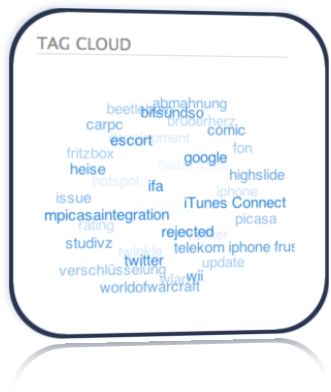 TAG CLOUD
abmahnung
bitsundso
bruderherz
carpc
comic
escort
fon
fritzbox
google
heise
highslide
hotspot
ifa
iphone
issue
iTunes Connect
mpicasaintegration
picasa
rating
rejected
studivz
telekom iphone frus
twinkle
twitter
update
verschlüsselung
wlan
wii
worldofwarcraft